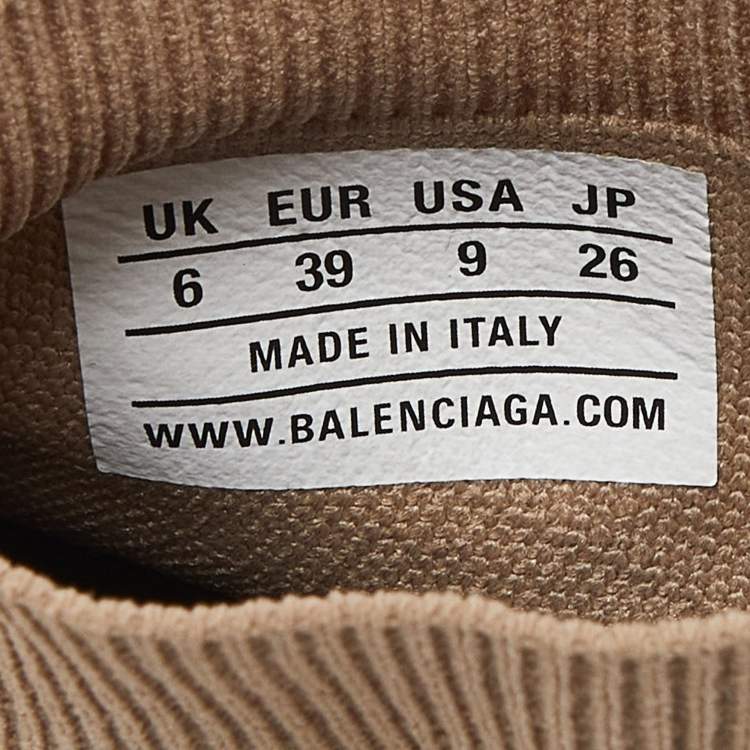 UK EUR USA JP
6 39 9 26
MADE IN ITALY
WWW.BALENCIAGA.COM